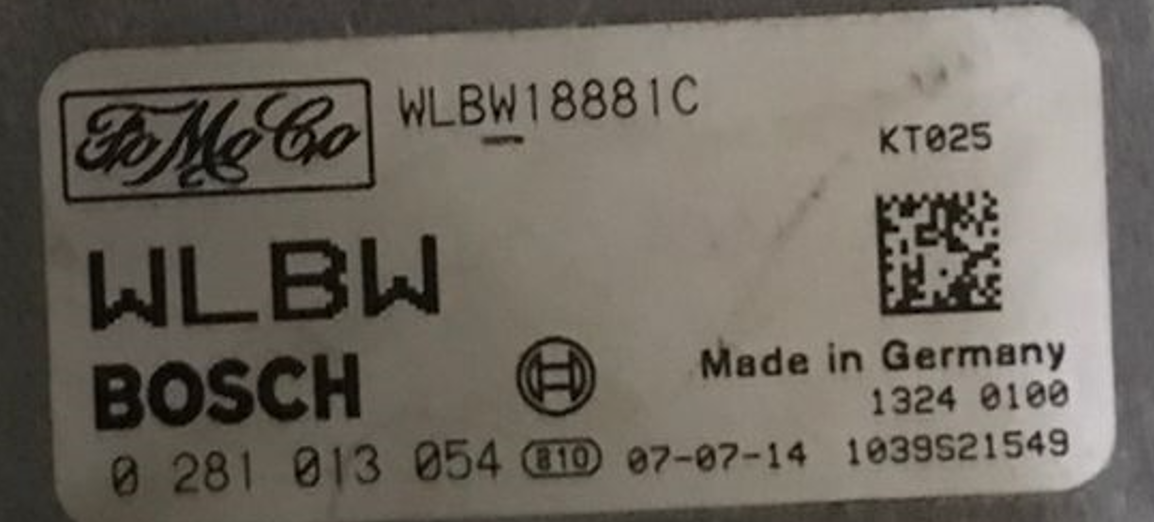 FoMoCo WLBW18881C
KT025
WLBW
BOSCH
Made in Germany
1324 0100
0 281 013 054 810 07-07-14 1039S21549